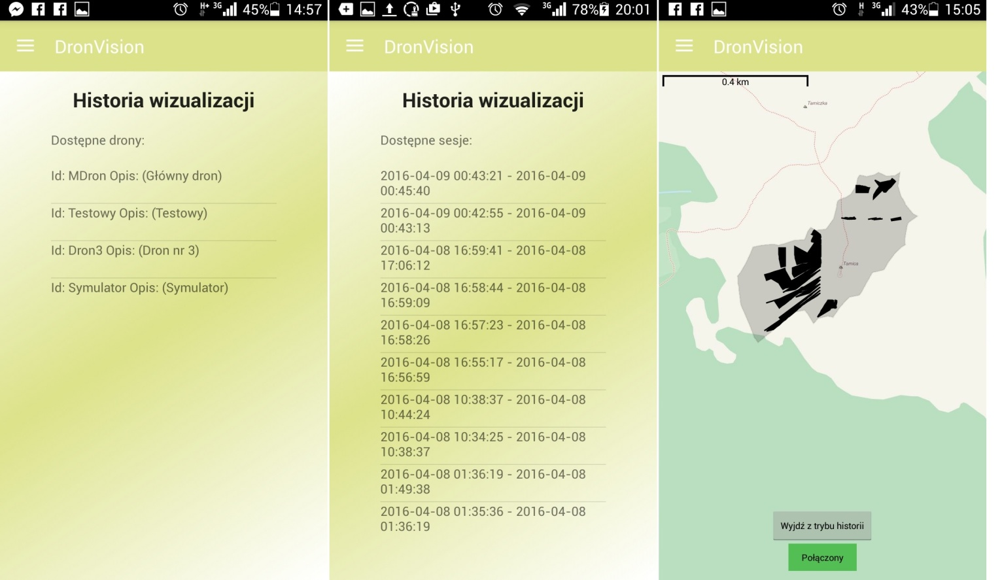 H+ 3G 45% 14:57
DronVision
Historia wizualizacji
Dostępne drony:
Id: MDron Opis: (Główny dron)
Id: Testowy Opis: (Testowy)
Id: Dron3 Opis: (Dron nr 3)
Id: Symulator Opis: (Symulator)
3G 78% 20:01
DronVision
Historia wizualizacji
Dostępne sesje:
2016-04-09 00:43:21 - 2016-04-09
00:45:40
2016-04-09 00:42:55 - 2016-04-09
00:43:13
2016-04-08 16:59:41 - 2016-04-08
17:06:12
2016-04-08 16:58:44 - 2016-04-08
16:59:09
2016-04-08 16:57:23 - 2016-04-08
16:58:26
2016-04-08 16:55:17 - 2016-04-08
16:56:59
2016-04-08 10:38:37 - 2016-04-08
10:44:24
2016-04-08 10:34:25 - 2016-04-08
10:38:37
2016-04-08 01:36:19 - 2016-04-08
01:49:38
2016-04-08 01:35:36 - 2016-04-08
01:36:19
H 3G 43% 15:05
DronVision
0.4 km
Tarniczka
Tarnica
Wyjdź z trybu historii
Połączony